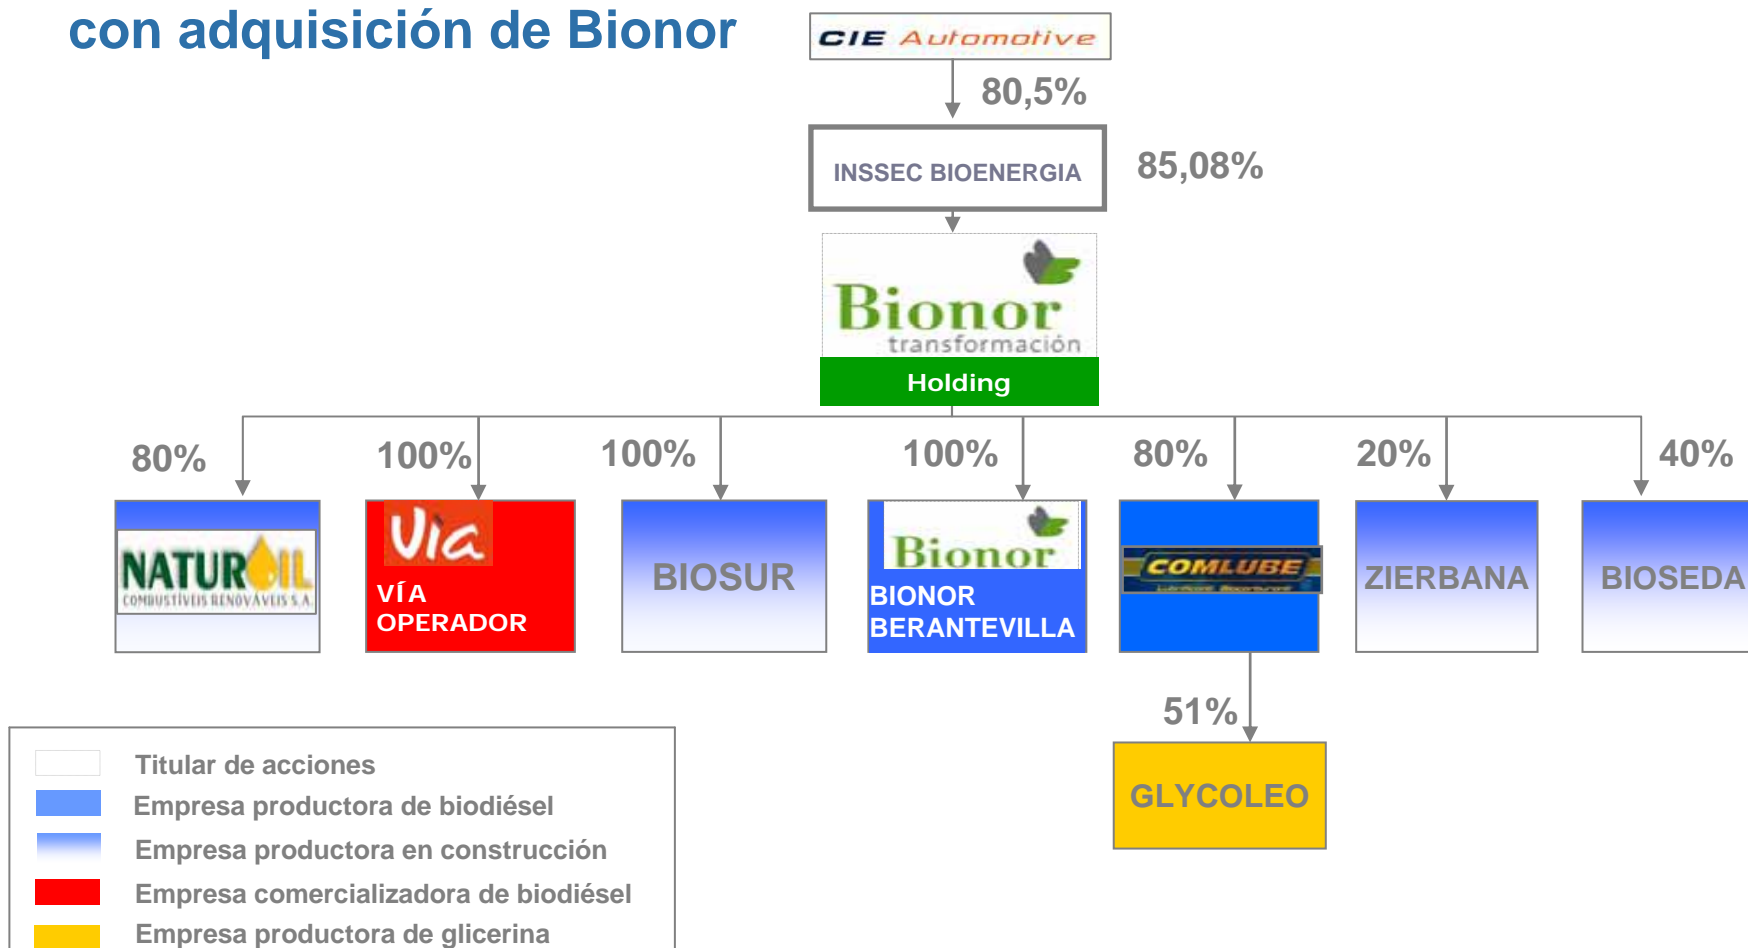 con adquisición de Bionor
CIE Automotive
80,5%
INSSEC BIOENERGIA
85,08%
Bionor
transformación
Holding
80%
100%
100%
100%
80%
20%
40%
NATUROIL
COMBUSTÍVEIS RENOVÁVEIS S.A.
Vìa
VÍA
OPERADOR
BIOSUR
Bionor
BIONOR
BERANTEVILLA
COMLUBE
ZIERBANA
BIOSEDA
51%
GLYCOLEO
Titular de acciones
Empresa productora de biodiésel
Empresa productora en construcción
Empresa comercializadora de biodiésel
Empresa productora de glicerina